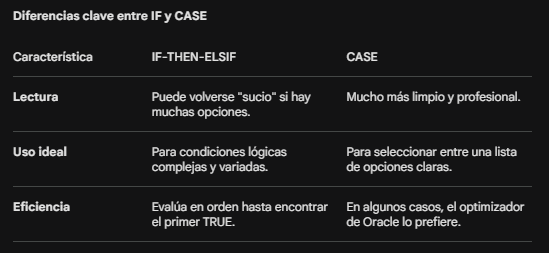 Diferencias clave entre IF y CASE
Característica IF-THEN-ELSIF CASE
Lectura Puede volverse "sucio" si hay Mucho más limpio y profesional.
muchas opciones.
Uso ideal Para condiciones lógicas Para seleccionar entre una lista
complejas y variadas. de opciones claras.
Eficiencia Evalúa en orden hasta encontrar En algunos casos, el optimizador
el primer TRUE. de Oracle lo prefiere.